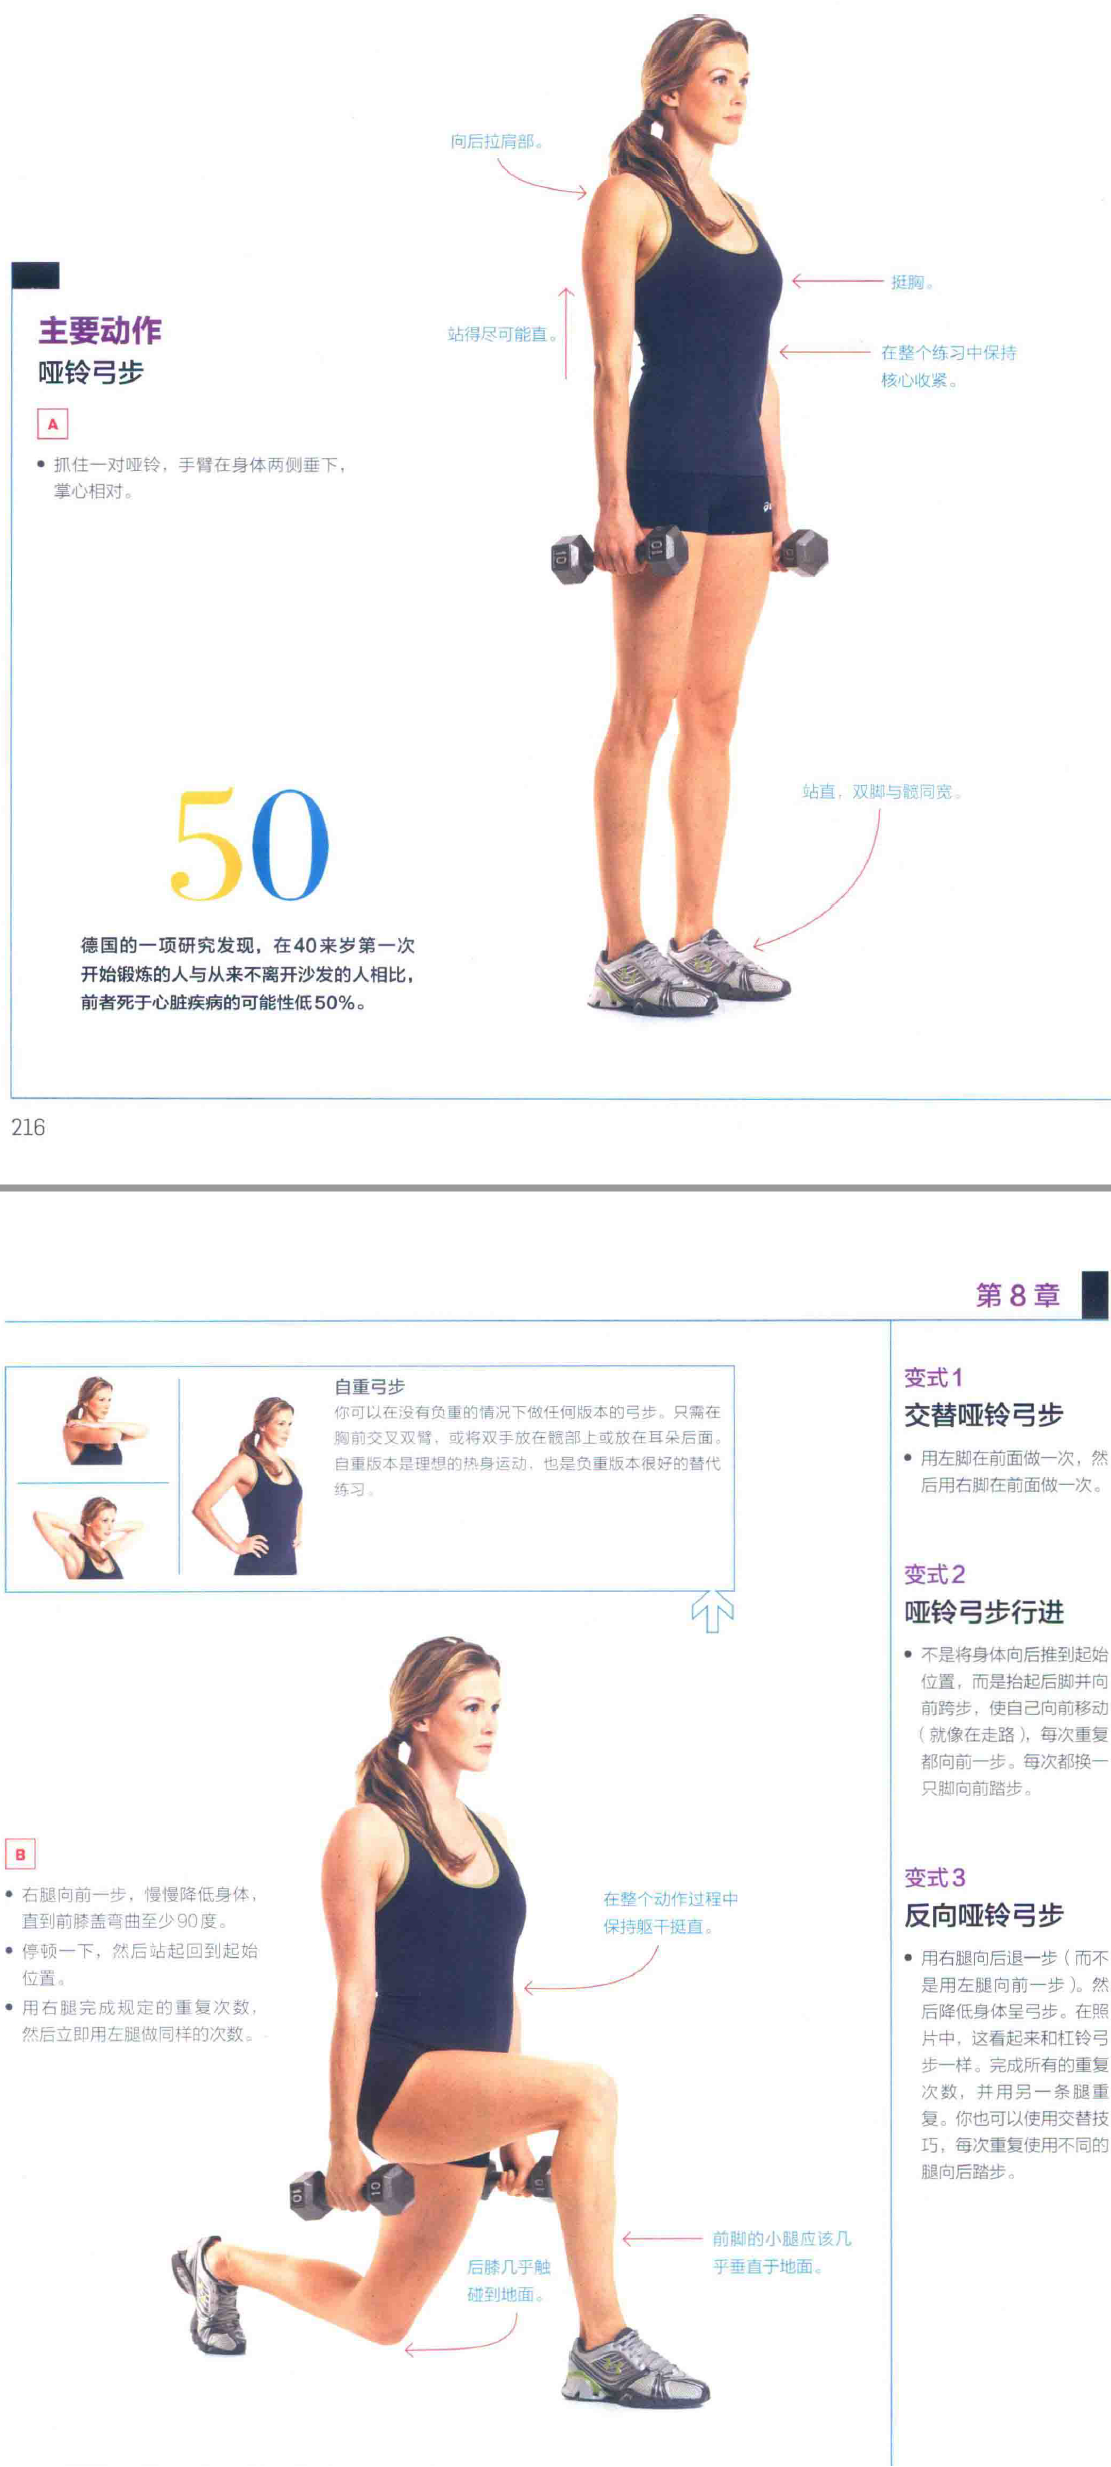 向后拉肩部。
挺胸。
站得尽可能直。
在整个练习中保持
核心收紧。
主要动作
哑铃弓步
A
• 抓住一对哑铃，手臂在身体两侧垂下，
掌心相对。
10
10
站直，双脚与髋同宽。
50
德国的一项研究发现，在40来岁第一次
开始锻炼的人与从来不离开沙发的人相比，
前者死于心脏疾病的可能性低50%。
216
第8章
自重弓步
你可以在没有负重的情况下做任何版本的弓步。只需在
胸前交叉双臂，或将双手放在髋部上或放在耳朵后面。
自重版本是理想的热身运动，也是负重版本很好的替代
练习。
B
• 右腿向前一步，慢慢降低身体，
直到前膝盖弯曲至少90度。
• 停顿一下，然后站起回到起始
位置。
• 用右腿完成规定的重复次数，
然后立即用左腿做同样的次数。
在整个动作过程中
保持躯干挺直。
10
10
前脚的小腿应该几
乎垂直于地面。
后膝几乎触
碰到地面。
变式1
交替哑铃弓步
• 用左脚在前面做一次，然
后用右脚在前面做一次。
变式2
哑铃弓步行进
• 不是将身体向后推到起始
位置，而是抬起后脚并向
前跨步，使自己向前移动
（就像在走路），每次重复
都向前一步。每次都换一
只脚向前踏步。
变式3
反向哑铃弓步
• 用右腿向后退一步（而不
是用左腿向前一步）。然
后降低身体呈弓步。在照
片中，这看起来和杠铃弓
步一样。完成所有的重复
次数，并用另一条腿重
复。你也可以使用交替技
巧，每次重复使用不同的
腿向后踏步。